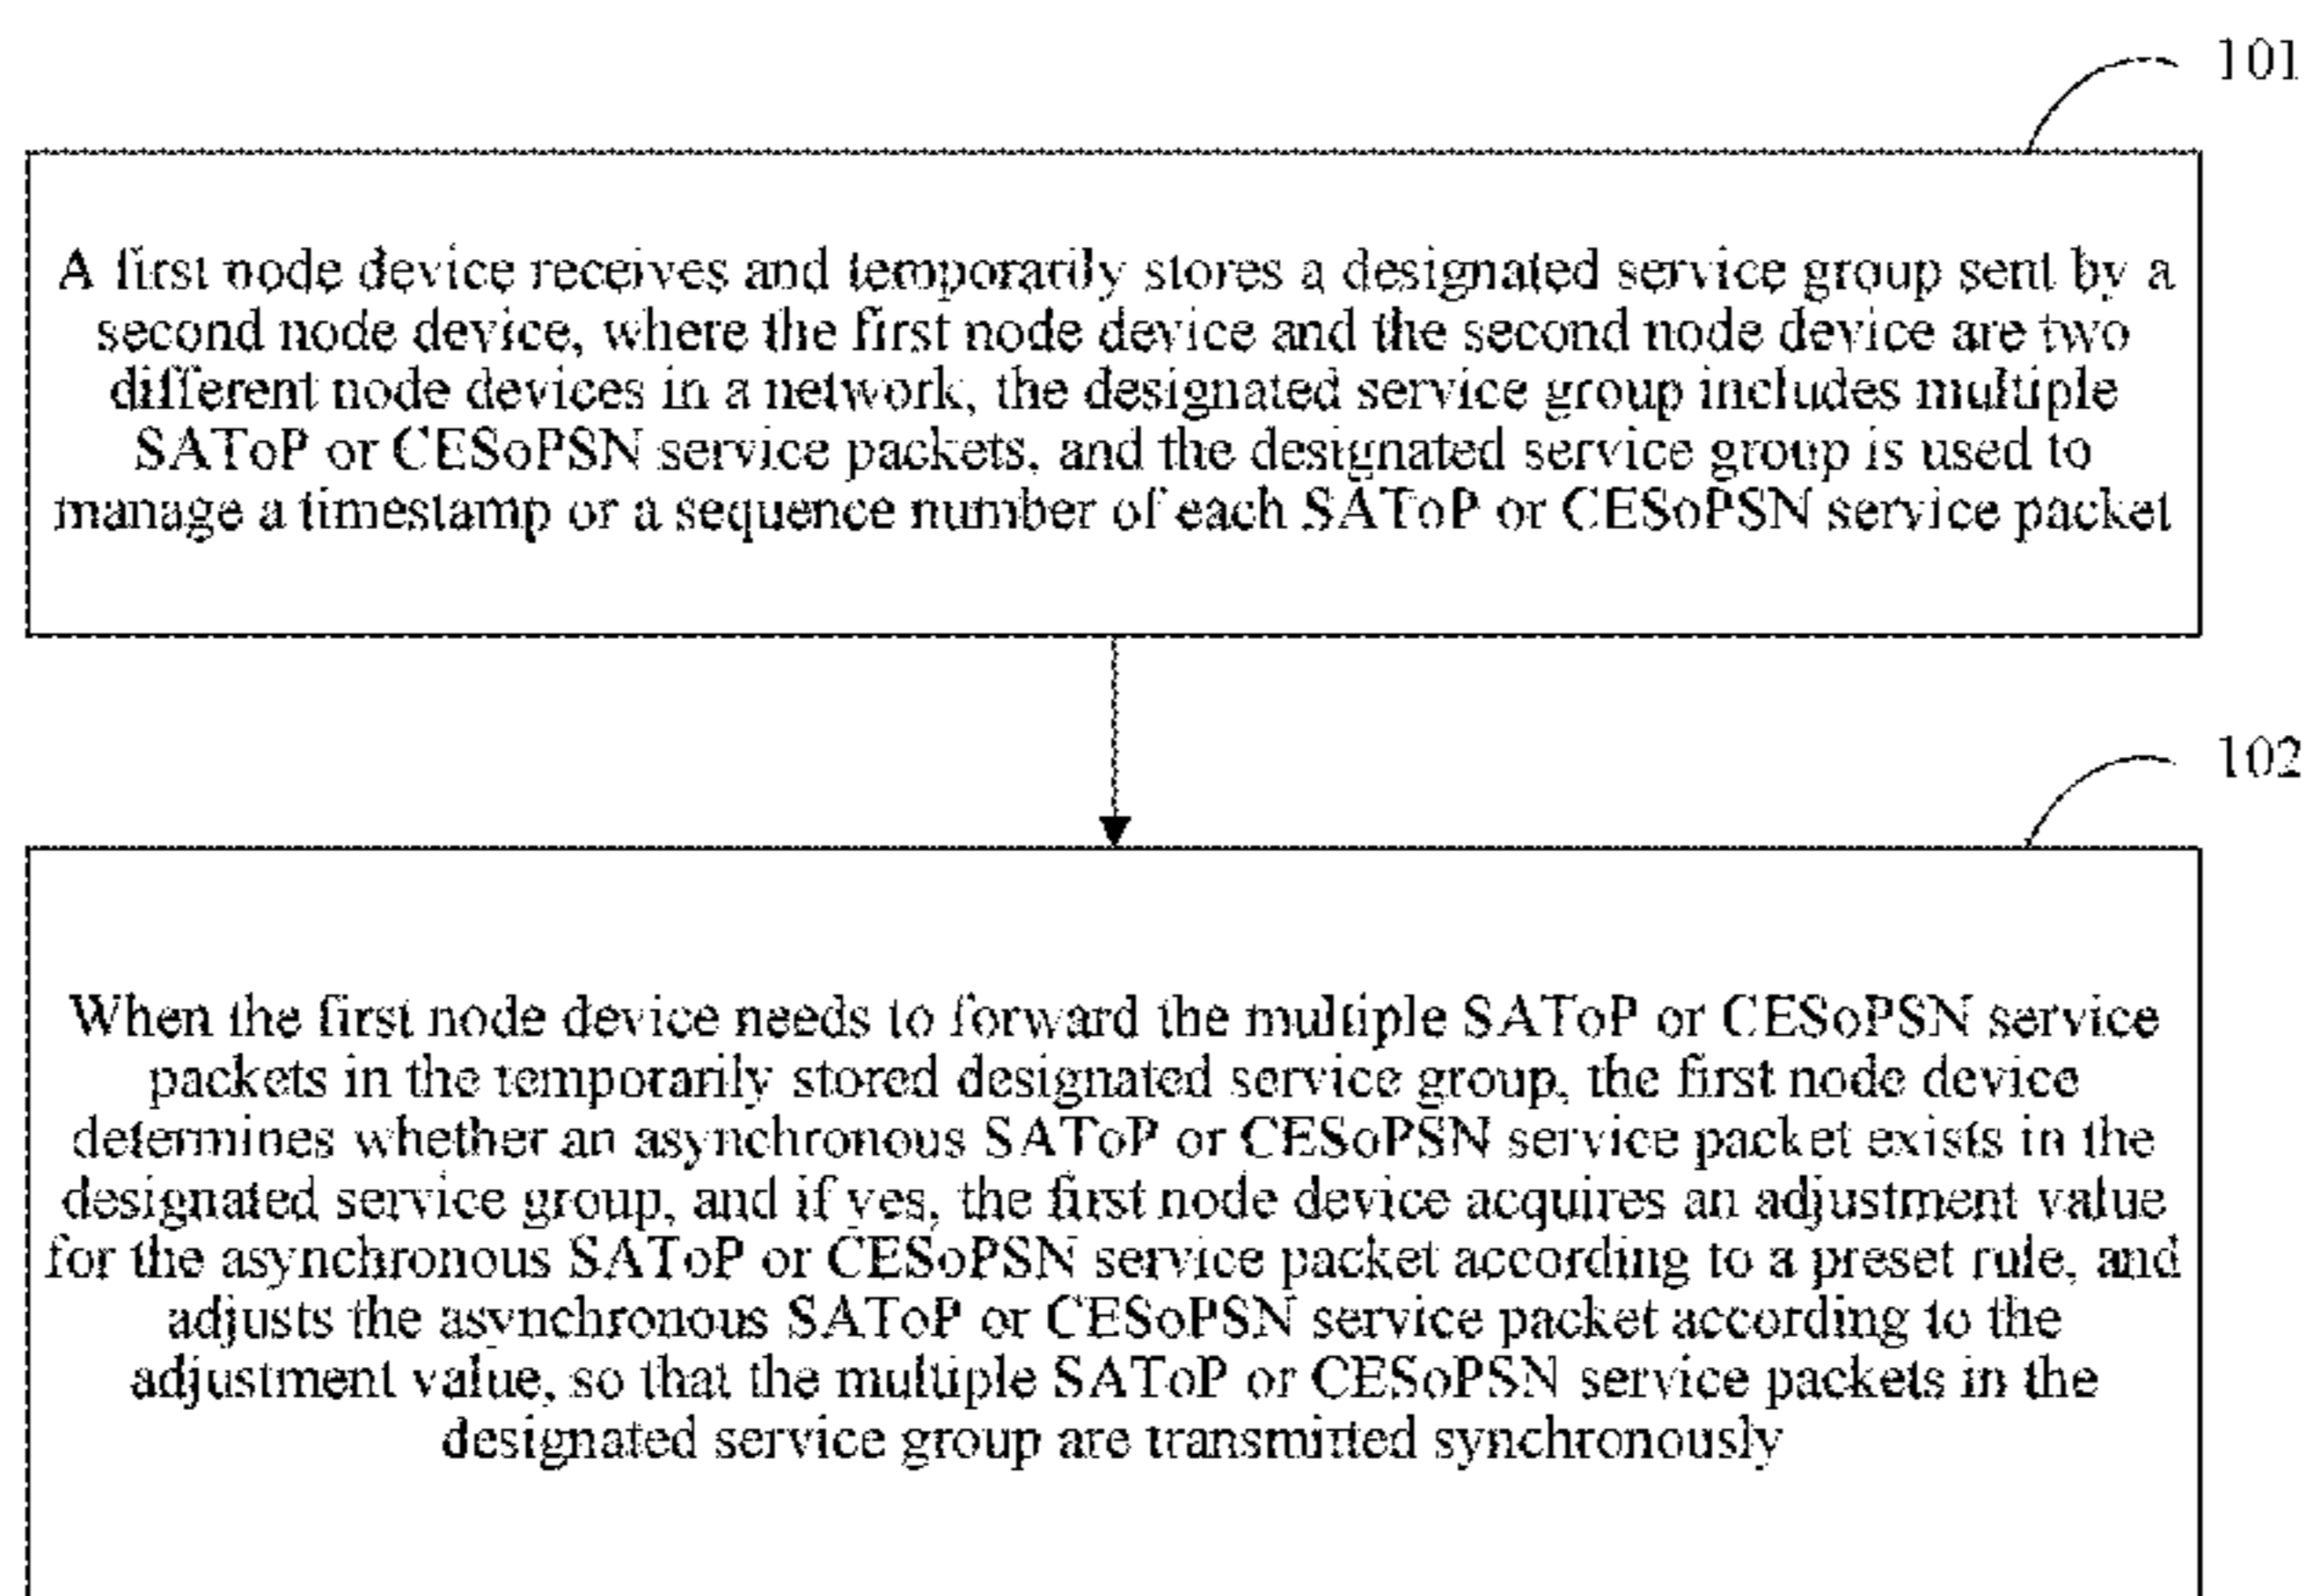 101
A first node device receives and temporarily stores a designated service group sent by a
second node device, where the first node device and the second node device are two
different node devices in a network, the designated service group includes multiple
SAToP or CESoPSN service packets, and the designated service group is used to
manage a timestamp or a sequence number of each SAToP or CESoPSN service packet
102
When the first node device needs to forward the multiple SAToP or CESoPSN service
packets in the temporarily stored designated service group, the first node device
determines whether an asynchronous SAToP or CESoPSN service packet exists in the
designated service group, and if yes, the first node device acquires an adjustment value
for the asynchronous SAToP or CESoPSN service packet according to a preset rule, and
adjusts the asynchronous SAToP or CESoPSN service packet according to the
adjustment value, so that the multiple SAToP or CESoPSN service packets in the
designated service group are transmitted synchronously